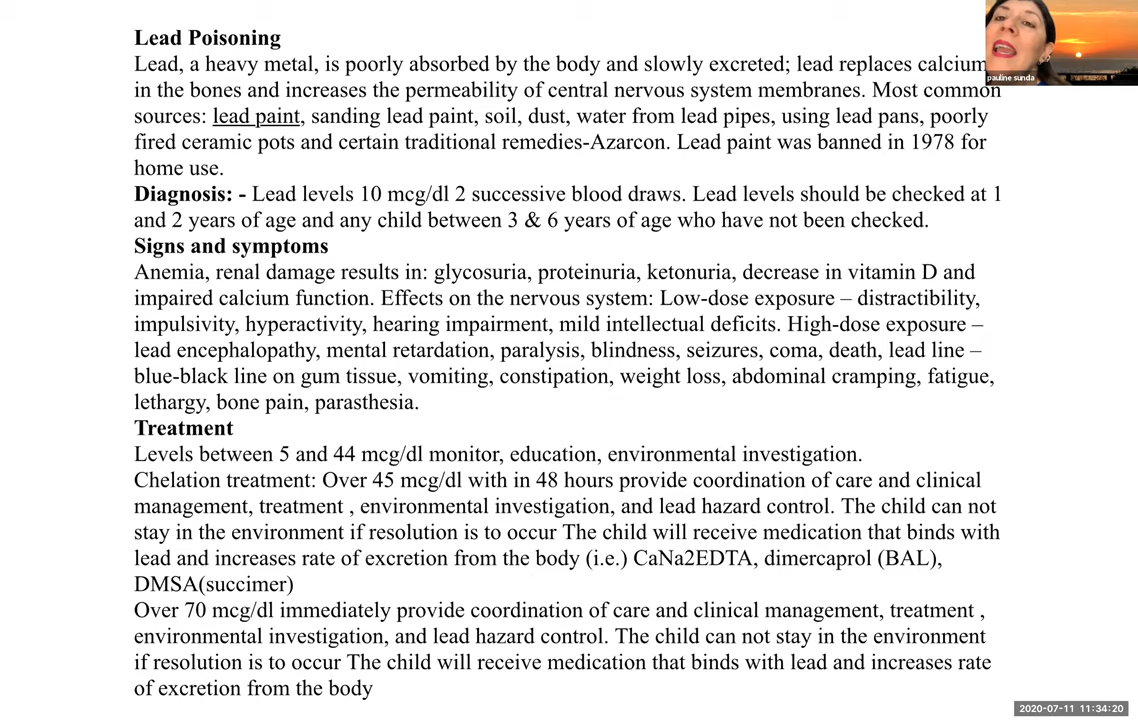 Lead Poisoning
Lead, a heavy metal, is poorly absorbed by the body and slowly excreted; lead replaces calcium
in the bones and increases the permeability of central nervous system membranes. Most common
sources: lead paint, sanding lead paint, soil, dust, water from lead pipes, using lead pans, poorly
fired ceramic pots and certain traditional remedies-Azarcon. Lead paint was banned in 1978 for
home use.
Diagnosis: - Lead levels 10 mcg/dl 2 successive blood draws. Lead levels should be checked at 1
and 2 years of age and any child between 3 & 6 years of age who have not been checked.
Signs and symptoms
Anemia, renal damage results in: glycosuria, proteinuria, ketonuria, decrease in vitamin D and
impaired calcium function. Effects on the nervous system: Low-dose exposure – distractibility,
impulsivity, hyperactivity, hearing impairment, mild intellectual deficits. High-dose exposure –
lead encephalopathy, mental retardation, paralysis, blindness, seizures, coma, death, lead line –
blue-black line on gum tissue, vomiting, constipation, weight loss, abdominal cramping, fatigue,
lethargy, bone pain, parasthesia.
Treatment
Levels between 5 and 44 mcg/dl monitor, education, environmental investigation.
Chelation treatment: Over 45 mcg/dl with in 48 hours provide coordination of care and clinical
management, treatment , environmental investigation, and lead hazard control. The child can not
stay in the environment if resolution is to occur The child will receive medication that binds with
lead and increases rate of excretion from the body (i.e.) CaNa2EDTA, dimercaprol (BAL),
DMSA(succimer)
Over 70 mcg/dl immediately provide coordination of care and clinical management, treatment ,
environmental investigation, and lead hazard control. The child can not stay in the environment
if resolution is to occur The child will receive medication that binds with lead and increases rate
of excretion from the body
pauline sunda
2020-07-11 11:34:20